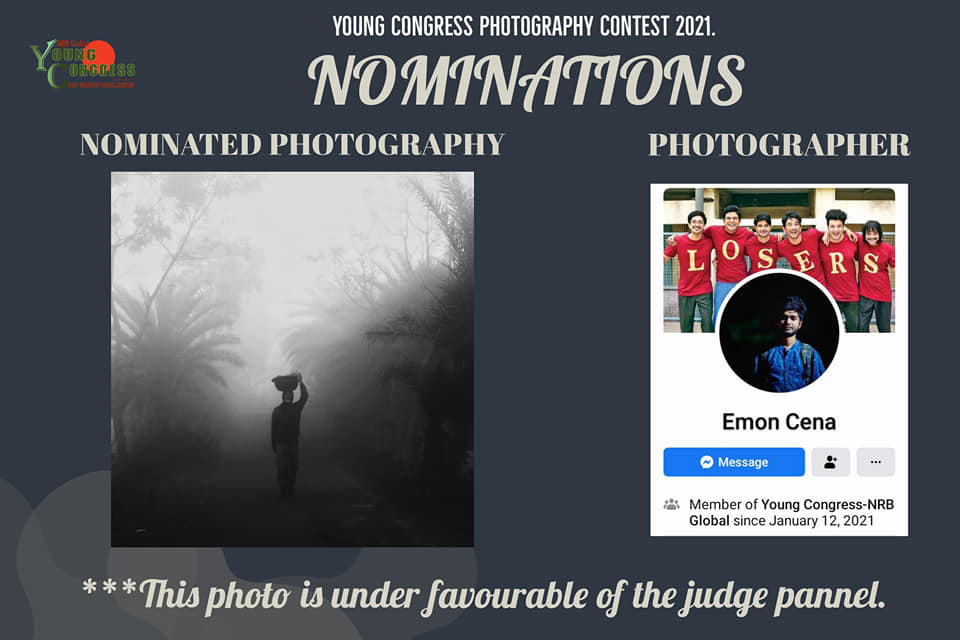 YOUNG CONGRESS PHOTOGRAPHY CONTEST 2021.
YOUNG
CONGRESS
NOMINATIONS
NOMINATED PHOTOGRAPHY
PHOTOGRAPHER
LOSERS
Emon Cena
Message
Member of Young Congress-NRB
Global since January 12, 2021
***This photo is under favourable of the judge pannel.